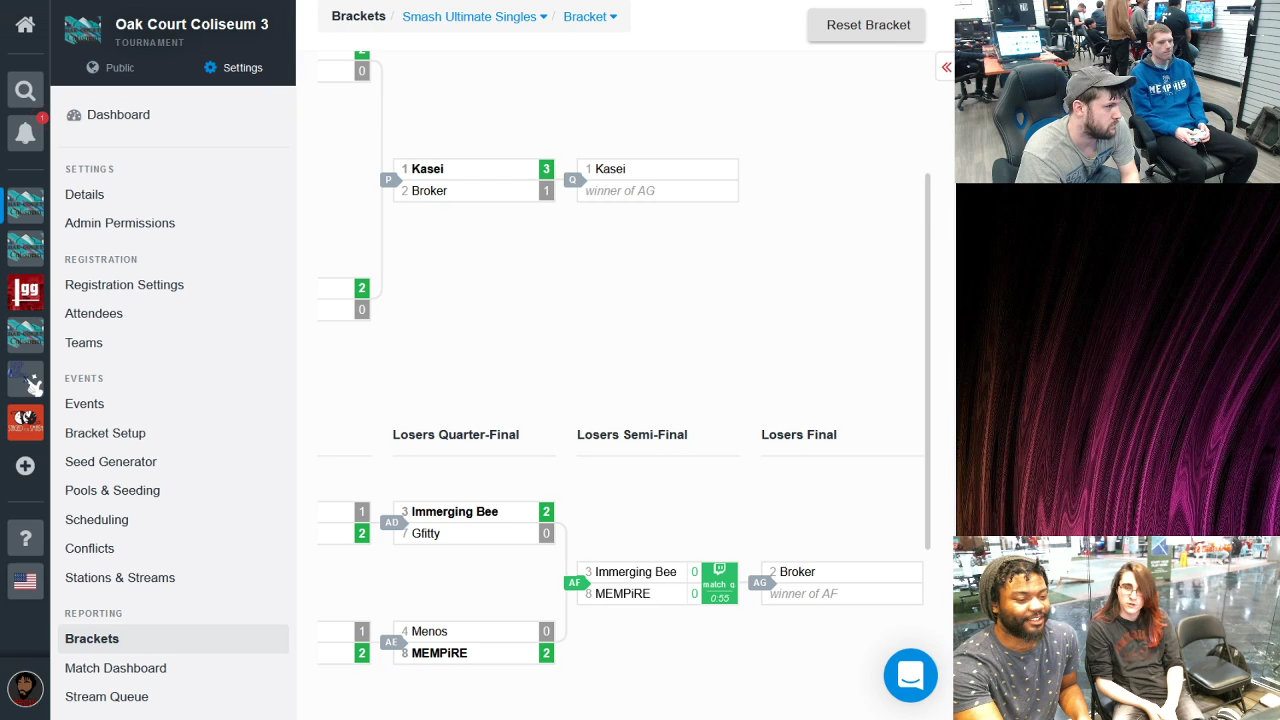 Oak Court Coliseum 3
TOURNAMENT
Public
Settings
Dashboard
SETTINGS
Details
Admin Permissions
REGISTRATION
Registration Settings
Attendees
Teams
EVENTS
Events
Bracket Setup
Seed Generator
Pools & Seeding
Scheduling
Conflicts
Stations & Streams
REPORTING
Brackets
Match Dashboard
Stream Queue
1
gg
?
Brackets / Smash Ultimate Singles / Bracket
Reset Bracket
0
P
1 Kasei 3
2 Broker 1
Q
1 Kasei
winner of AG
2
0
Losers Quarter-Final
Losers Semi-Final
Losers Final
1
2
AD
3 Immerging Bee 2
7 Gfitty 0
AF
3 Immerging Bee 0
8 MEMPiRE 0
match q
0:55
AG
2 Broker
winner of AF
1
2
AE
4 Menos 0
8 MEMPiRE 2
MEMPHIS